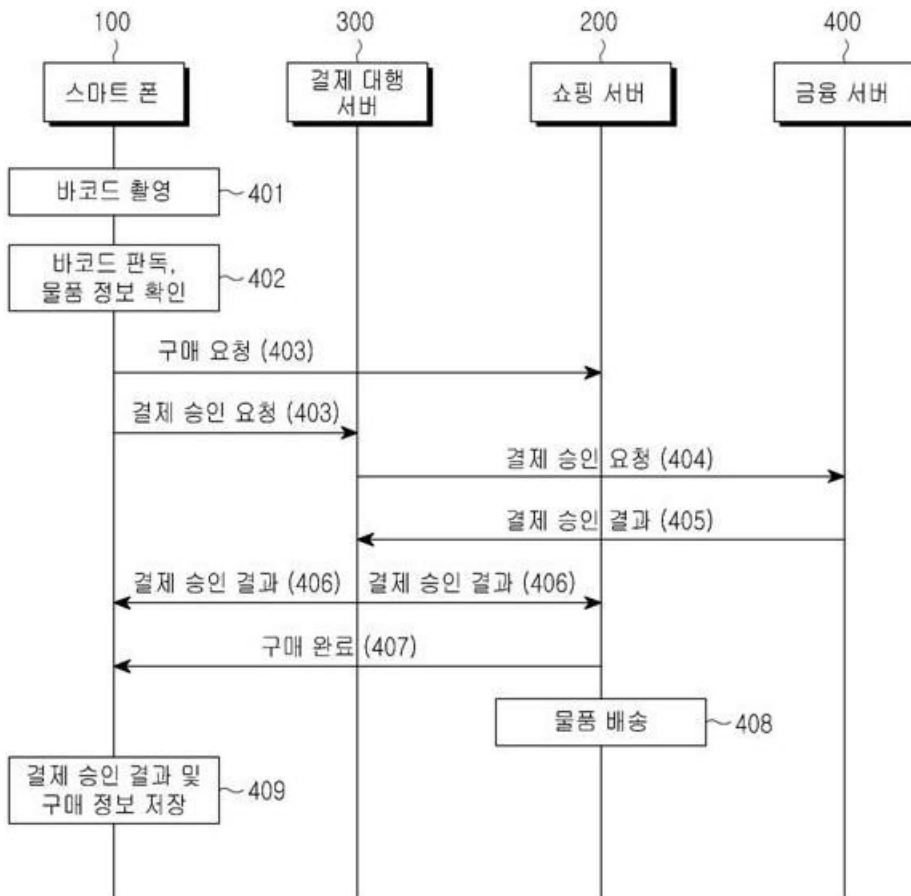 100
300
200
400
스마트 폰
결제 대행
서버
쇼핑 서버
금융 서버
바코드 촬영
401
바코드 판독,
물품 정보 확인
402
구매 요청 (403)
결제 승인 요청 (403)
결제 승인 요청 (404)
결제 승인 결과 (405)
결제 승인 결과 (406)
결제 승인 결과 (406)
구매 완료 (407)
물품 배송
408
결제 승인 결과 및
구매 정보 저장
409